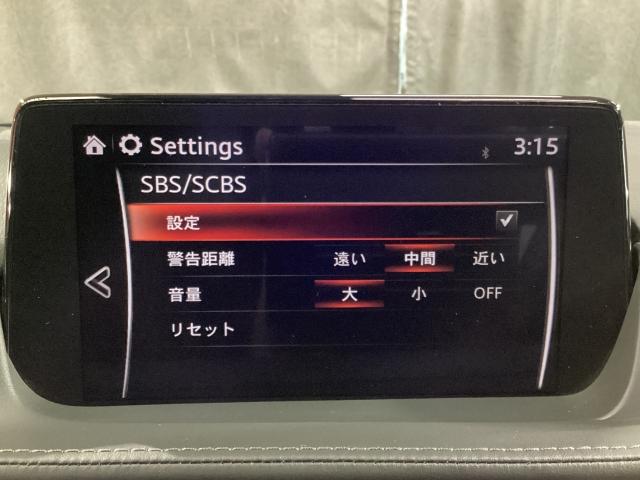 Settings 3:15
SBS/SCBS
設定
警告距離 遠い 中間 近い
音量 大 小 OFF
リセット